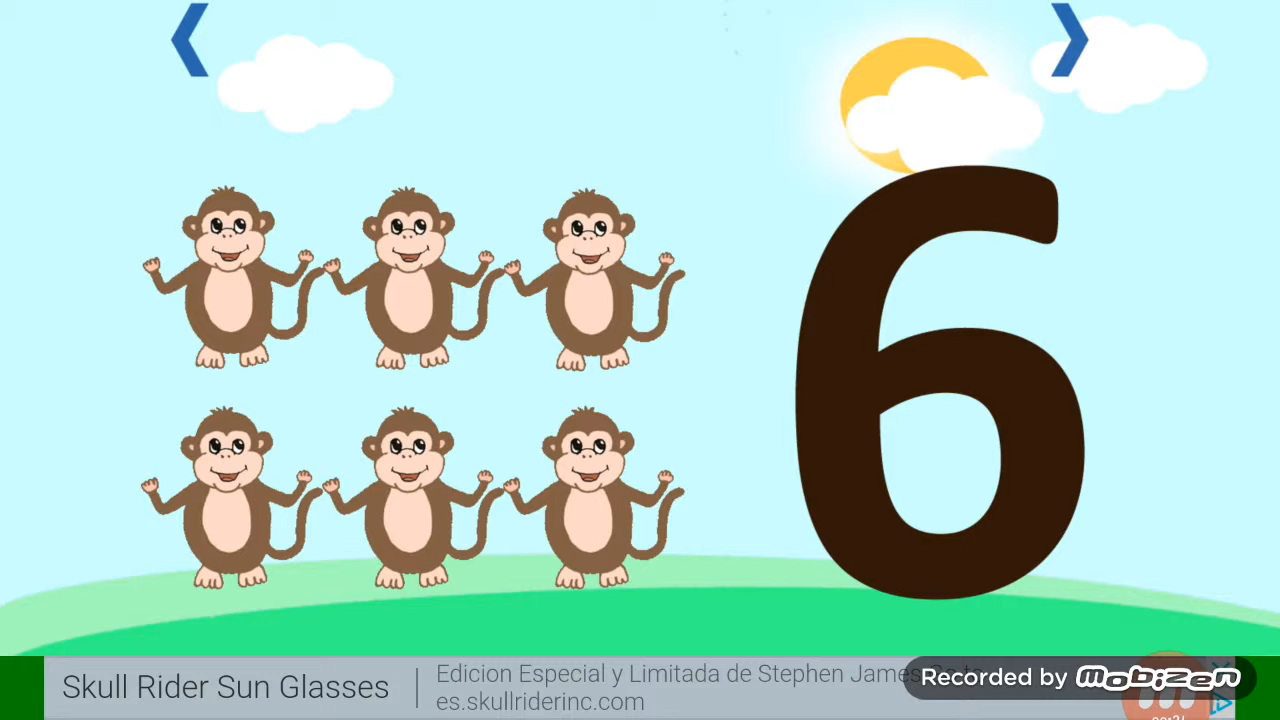 6
Skull Rider Sun Glasses
Edicion Especial y Limitada de Stephen James
es.skullriderinc.com
Recorded by mobizen